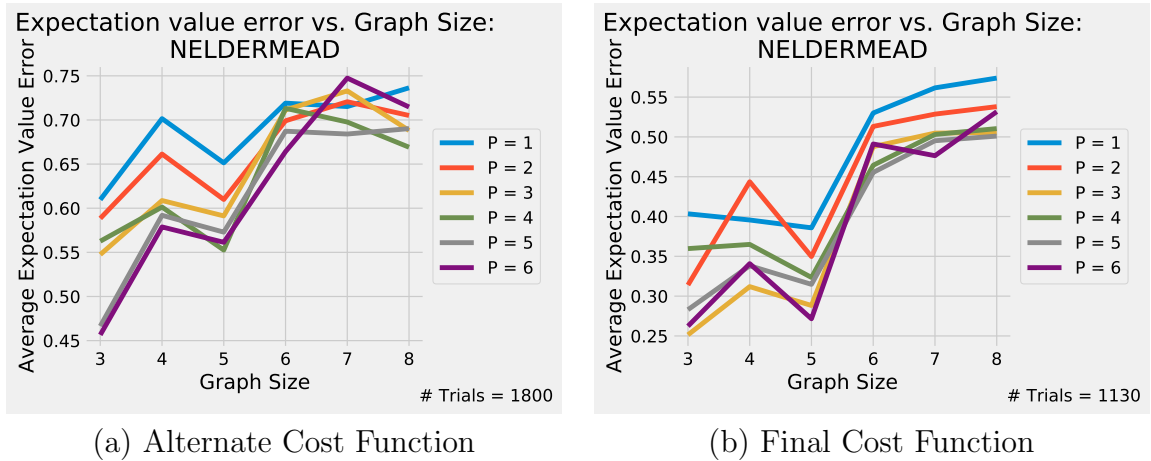 Expectation value error vs. Graph Size:
NELDERMEAD
Average Expectation Value Error
0.75
0.70
0.65
0.60
0.55
0.50
0.45
3 4 5 6 7 8
Graph Size
P = 1
P = 2
P = 3
P = 4
P = 5
P = 6
# Trials = 1800
(a) Alternate Cost Function
Expectation value error vs. Graph Size:
NELDERMEAD
Average Expectation Value Error
0.55
0.50
0.45
0.40
0.35
0.30
0.25
3 4 5 6 7 8
Graph Size
P = 1
P = 2
P = 3
P = 4
P = 5
P = 6
# Trials = 1130
(b) Final Cost Function